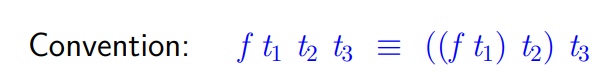 Convention: f t₁ t₂ t₃ ≡ ((f t₁) t₂) t₃